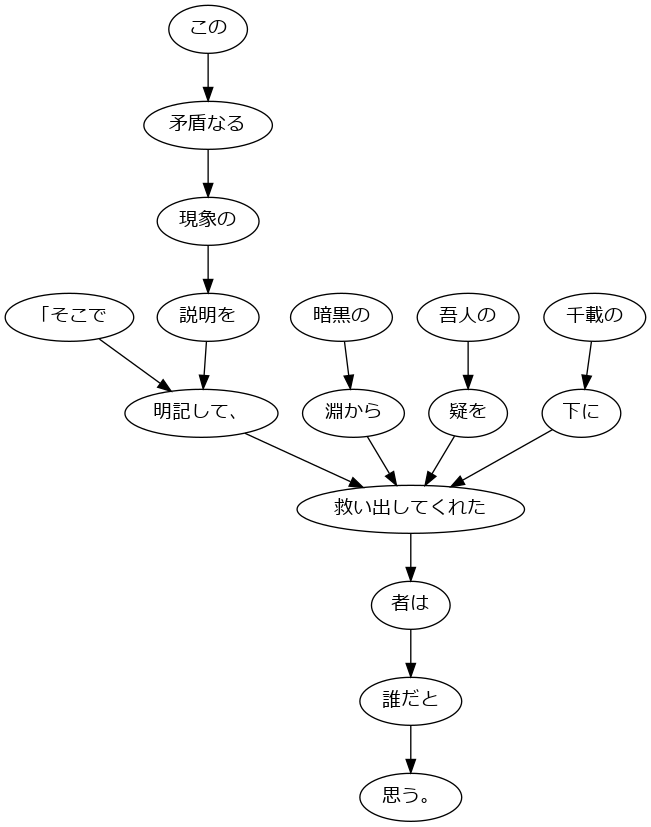 この
矛盾なる
現象の
「そこで
説明を
暗黒の
吾人の
千載の
明記して、
淵から
疑を
下に
救い出してくれた
者は
誰だと
思う。